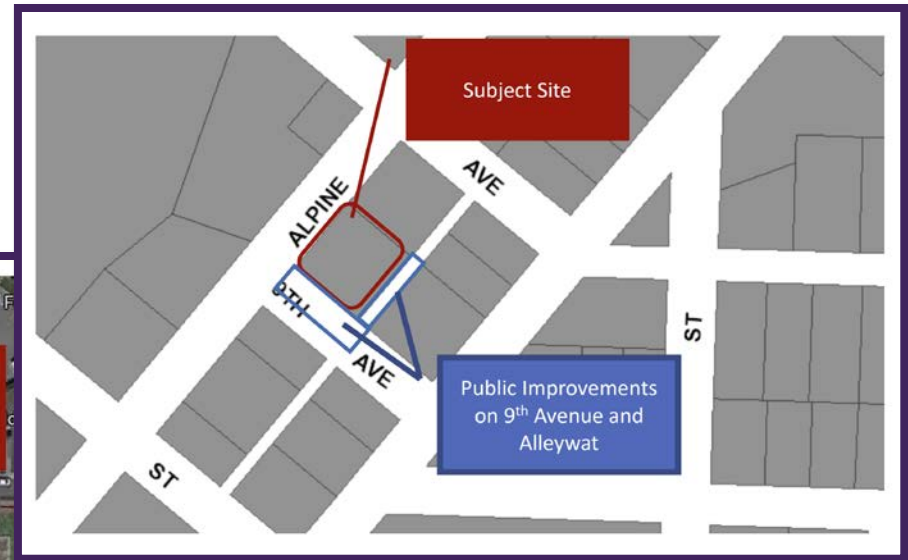 Subject Site
AVE
ALPINE
9TH
AVE
ST
ST
Public Improvements
on 9th Avenue and
Alleywat